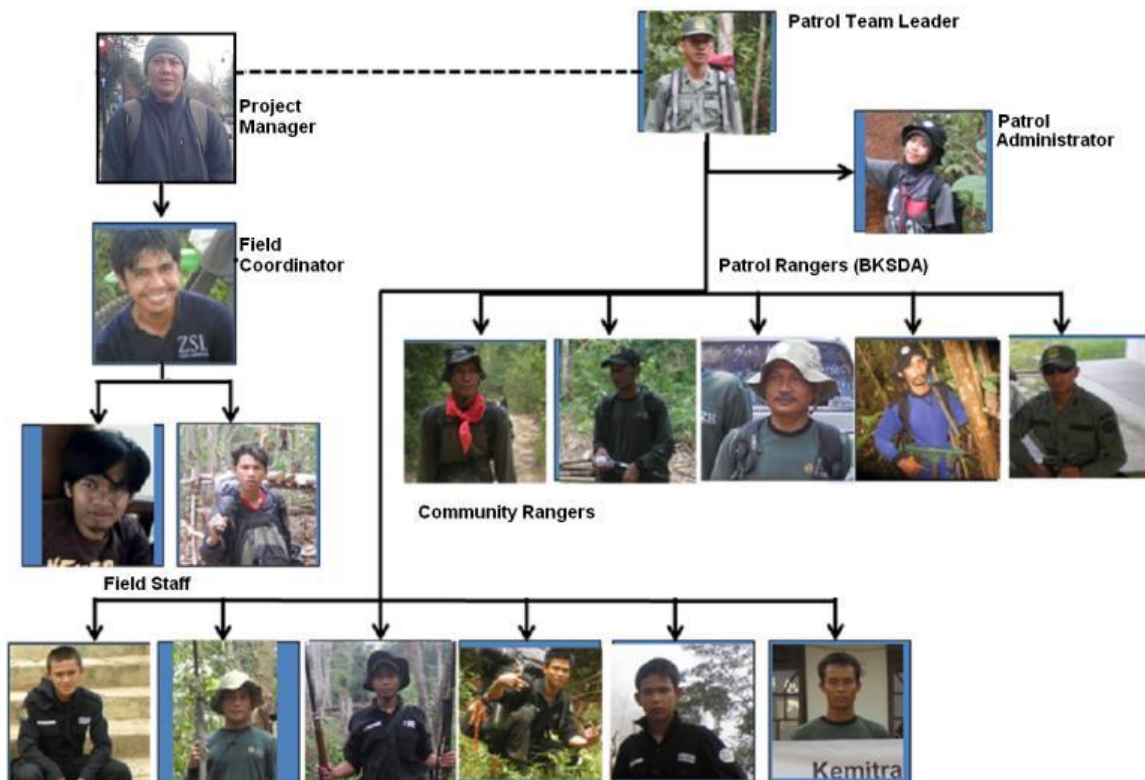 Patrol Team Leader
Project
Manager
Patrol
Administrator
Field
Coordinator
Patrol Rangers (BKSDA)
ZSL
Community Rangers
Field Staff
Kemitra